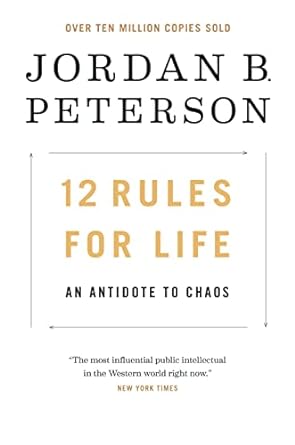 OVER TEN MILLION COPIES SOLD
JORDAN B.
PETERSON
12 RULES
FOR LIFE
AN ANTIDOTE TO CHAOS
“The most influential public intellectual
in the Western world right now.”
NEW YORK TIMES